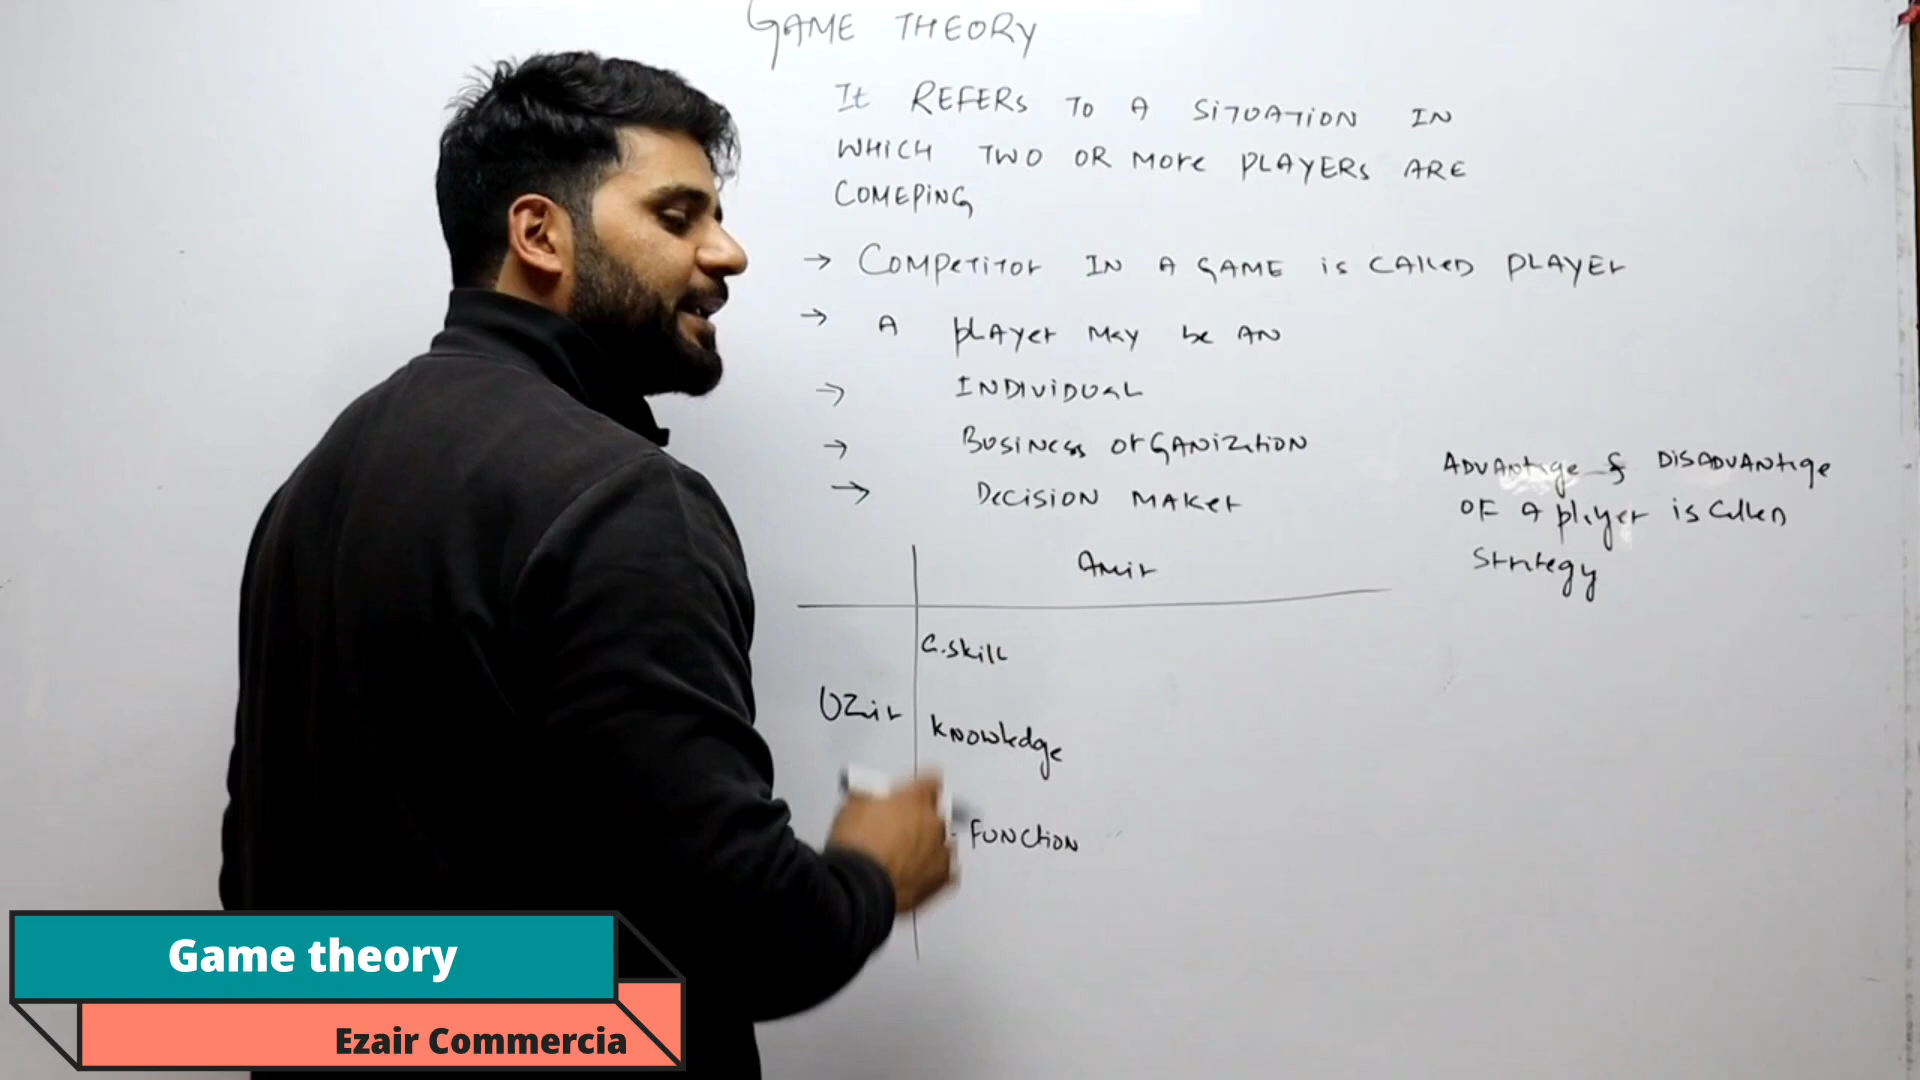 GAME THEORY
It REFERS TO A SITUATION IN
WHICH TWO OR MORE PLAYERS ARE
COMEPING
→ COMPETITOR IN A GAME is CALLED PLAYER
→ A PLAYER MAY be AN
→ INDIVIDUAL
→ BUSINESS ORGANIZATION
→ DECISION MAKER
ADVANTAGE & DISADVANTAGE
OF A player is CALLED
Strategy
Amir
C.Skill
UZir
Knowledge
Function
Game theory
Ezair Commercia